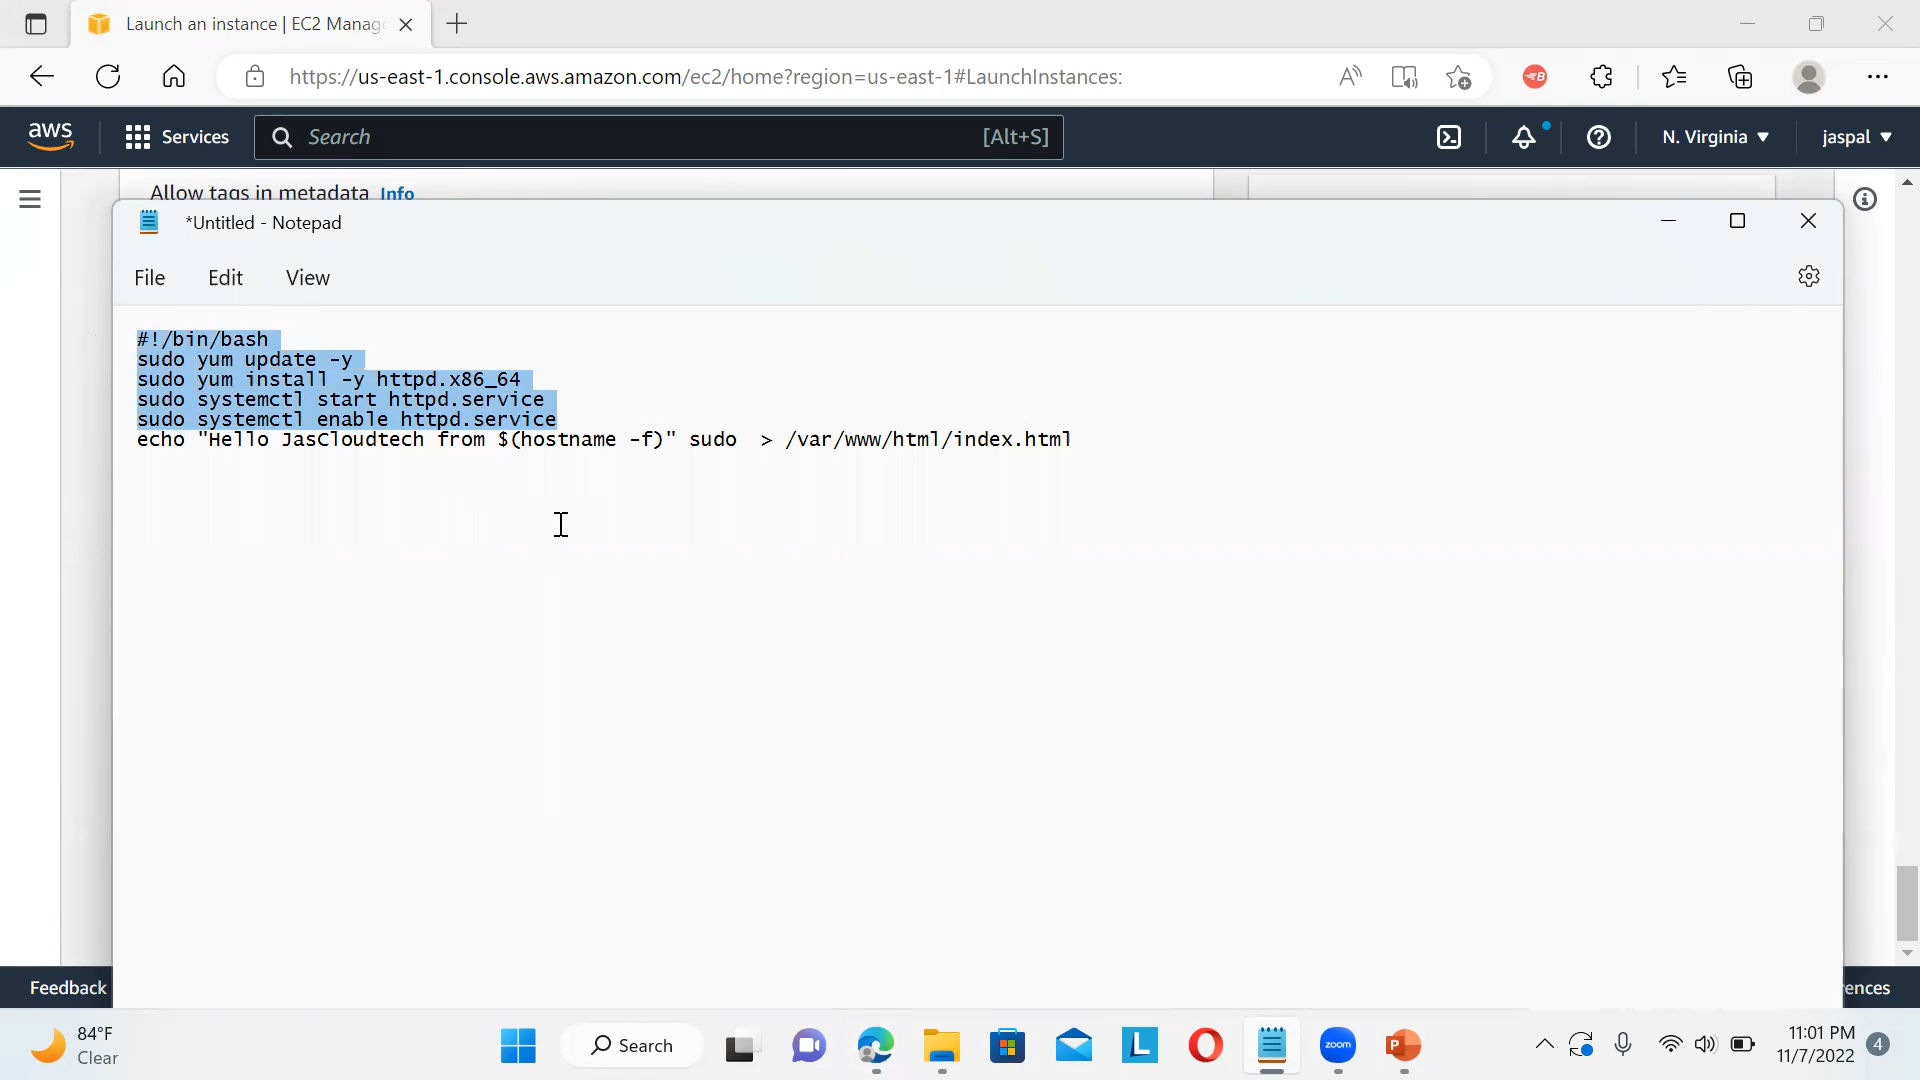 Launch an instance | EC2 Manag
https://us-east-1.console.aws.amazon.com/ec2/home?region=us-east-1#LaunchInstances:
aws
Services
Search
[Alt+S]
N. Virginia
jaspal
Allow tags in metadata Info
*Untitled - Notepad
File Edit View
#!/bin/bash
sudo yum update -y
sudo yum install -y httpd.x86_64
sudo systemctl start httpd.service
sudo systemctl enable httpd.service
echo "Hello JasCloudtech from $(hostname -f)" sudo  > /var/www/html/index.html
Feedback
ences
84°F
Clear
Search
zoom
11:01 PM
11/7/2022
4